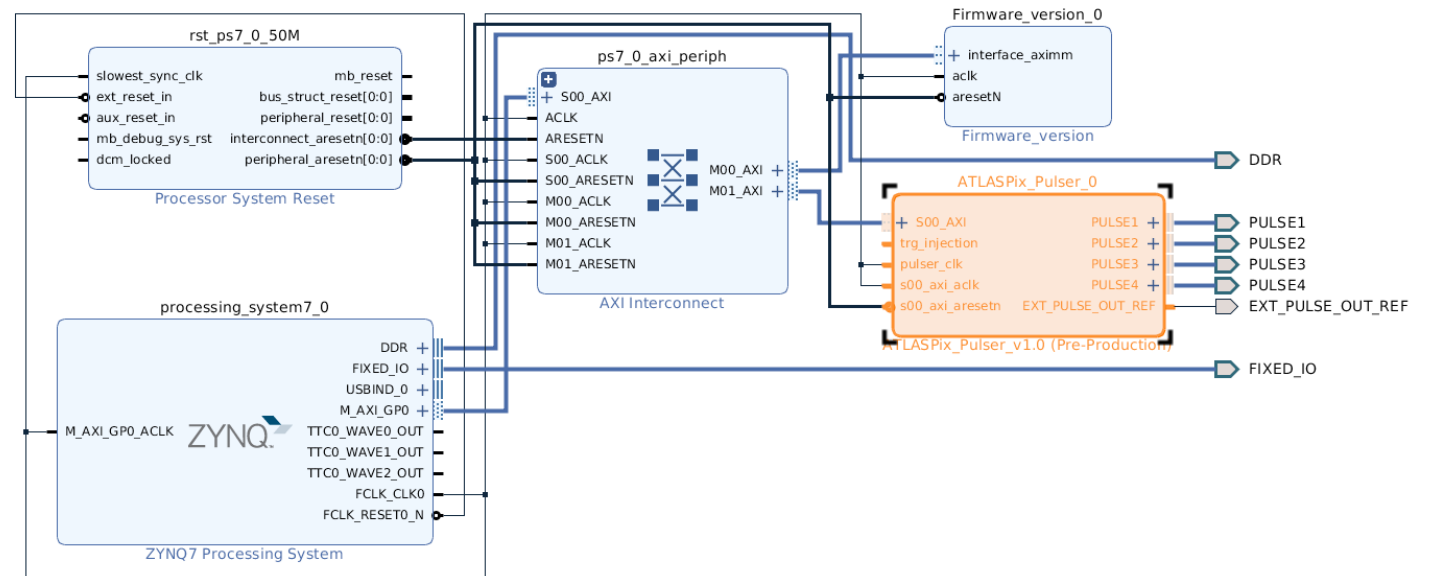 rst_ps7_0_50M
slowest_sync_clk
ext_reset_in
aux_reset_in
mb_debug_sys_rst
dcm_locked
mb_reset
bus_struct_reset[0:0]
peripheral_reset[0:0]
interconnect_aresetn[0:0]
peripheral_aresetn[0:0]
Processor System Reset
ps7_0_axi_periph
S00_AXI
ACLK
ARESETN
S00_ACLK
S00_ARESETN
M00_ACLK
M00_ARESETN
M01_ACLK
M01_ARESETN
M00_AXI
M01_AXI
AXI Interconnect
Firmware_version_0
interface_aximm
aclk
aresetN
Firmware_version
DDR
ATLASPix_Pulser_0
S00_AXI
trg_injection
pulser_clk
s00_axi_aclk
s00_axi_aresetn
PULSE1
PULSE2
PULSE3
PULSE4
EXT_PULSE_OUT_REF
ATLASPix_Pulser_v1.0 (Pre-Production)
PULSE1
PULSE2
PULSE3
PULSE4
EXT_PULSE_OUT_REF
FIXED_IO
processing_system7_0
M_AXI_GP0_ACLK
ZYNQ
DDR
FIXED_IO
USBIND_0
M_AXI_GP0
TTC0_WAVE0_OUT
TTC0_WAVE1_OUT
TTC0_WAVE2_OUT
FCLK_CLK0
FCLK_RESET0_N
ZYNQ7 Processing System